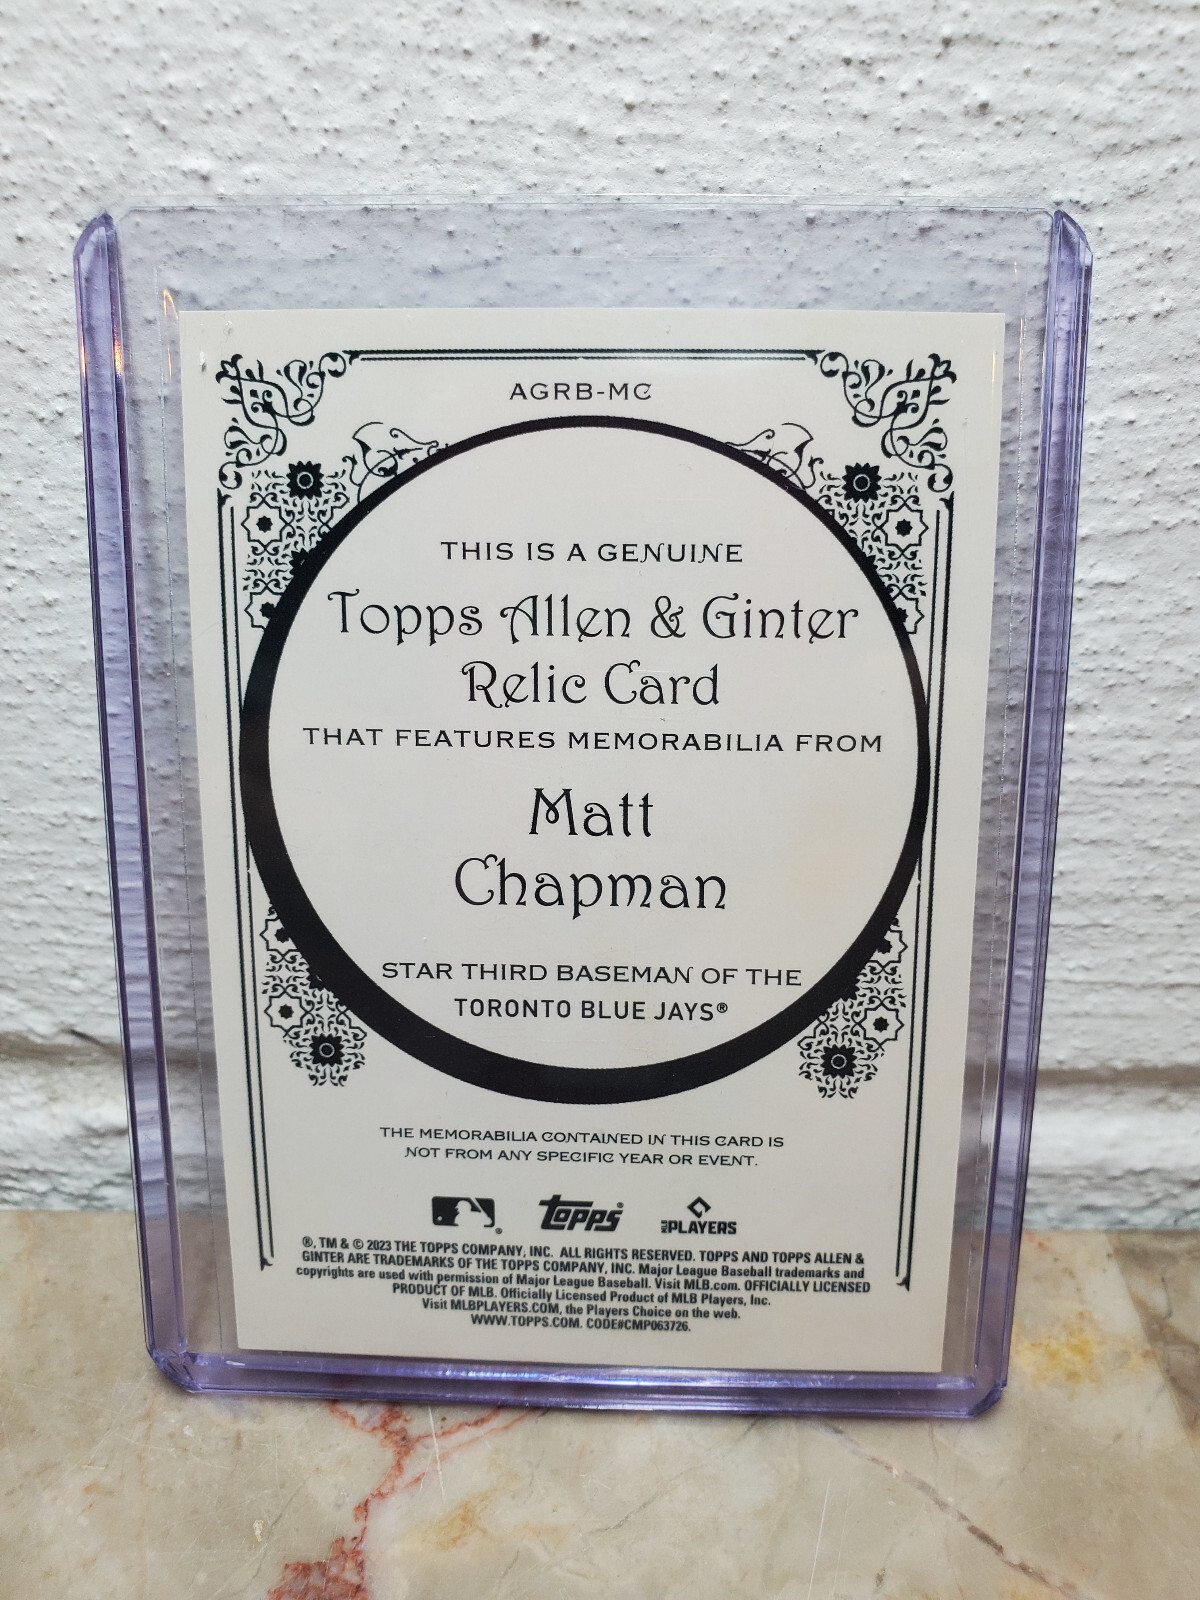 AGRB-MC
THIS IS A GENUINE
Topps Allen & Ginter
Relic Card
THAT FEATURES MEMORABILIA FROM
Matt
Chapman
STAR THIRD BASEMAN OF THE
TORONTO BLUE JAYS®
THE MEMORABILIA CONTAINED IN THIS CARD IS
NOT FROM ANY SPECIFIC YEAR OR EVENT.
® topps® MLB PLAYERS
®, TM & © 2023 THE TOPPS COMPANY, INC. ALL RIGHTS RESERVED. TOPPS AND TOPPS ALLEN &
GINTER ARE TRADEMARKS OF THE TOPPS COMPANY, INC. Major League Baseball trademarks and
copyrights are used with permission of Major League Baseball. Visit MLB.com. OFFICIALLY LICENSED
PRODUCT OF MLB. Officially Licensed Product of MLB Players, Inc.
Visit MLBPLAYERS.COM, the Players Choice on the web.
WWW.TOPPS.COM. CODE#CMP063726.